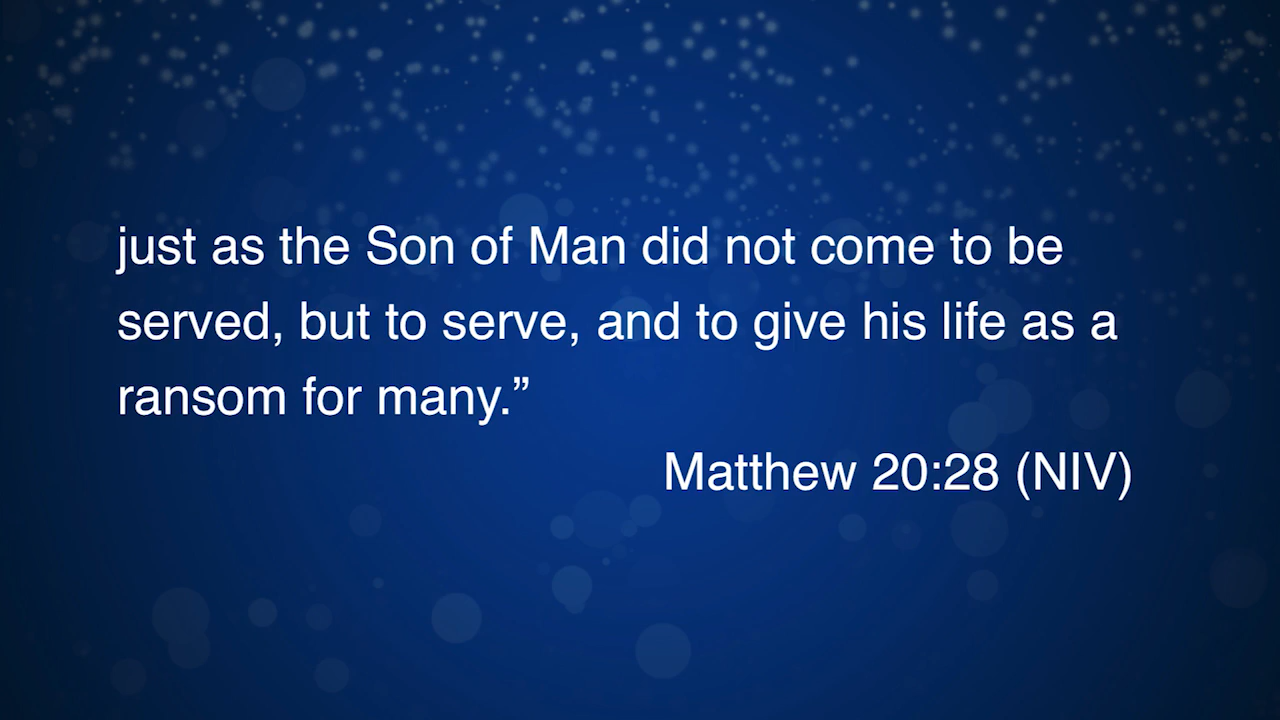 just as the Son of Man did not come to be
served, but to serve, and to give his life as a
ransom for many.”
Matthew 20:28 (NIV)